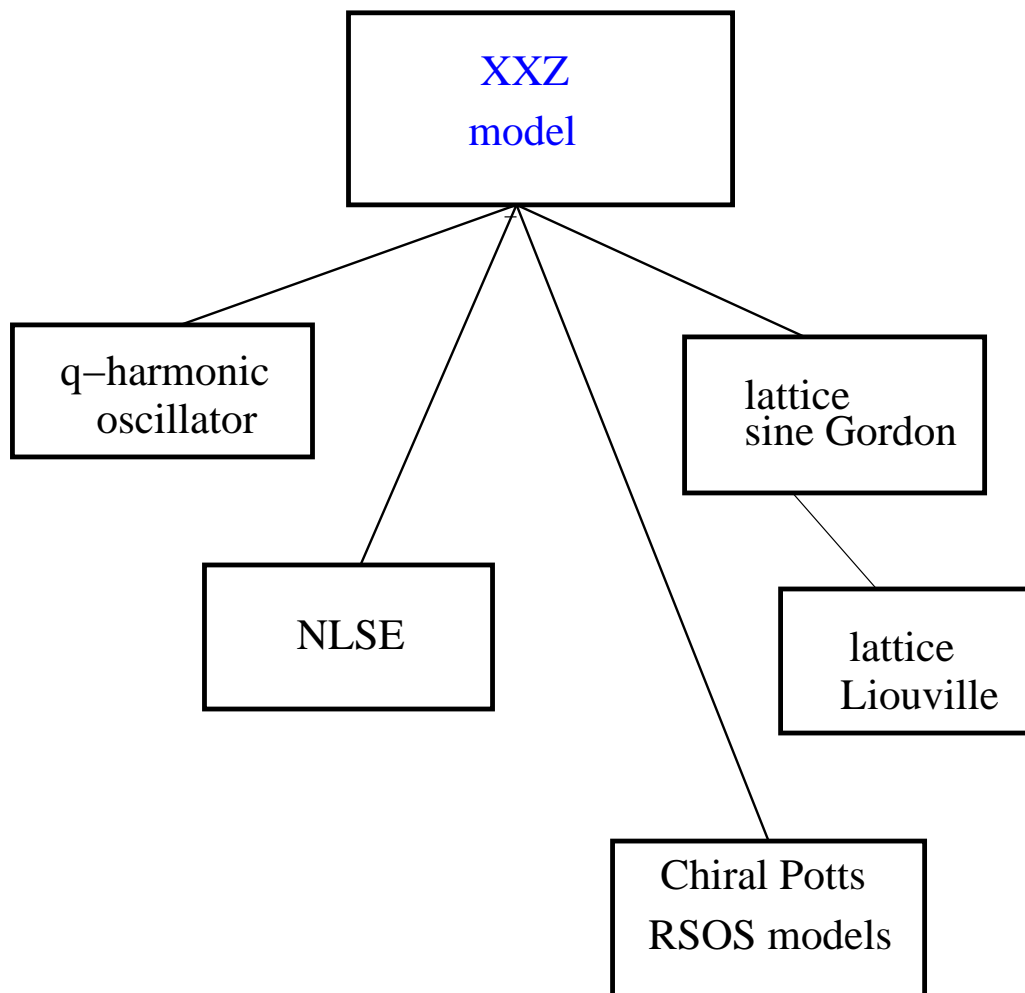 XXZ
model
q−harmonic
oscillator
lattice
sine Gordon
NLSE
lattice
Liouville
Chiral Potts
RSOS models